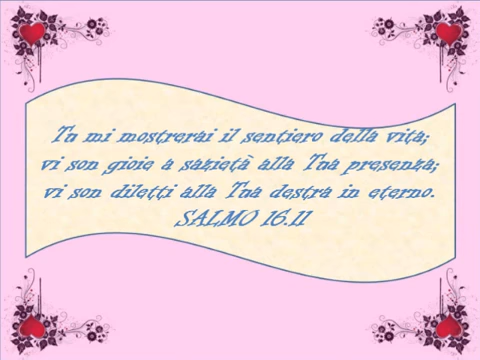 Tu mi mostrerai il sentiero della vita;
vi son gioie a sazietà alla Tua presenza;
vi son diletti alla Tua destra in eterno.
SALMO 16.11